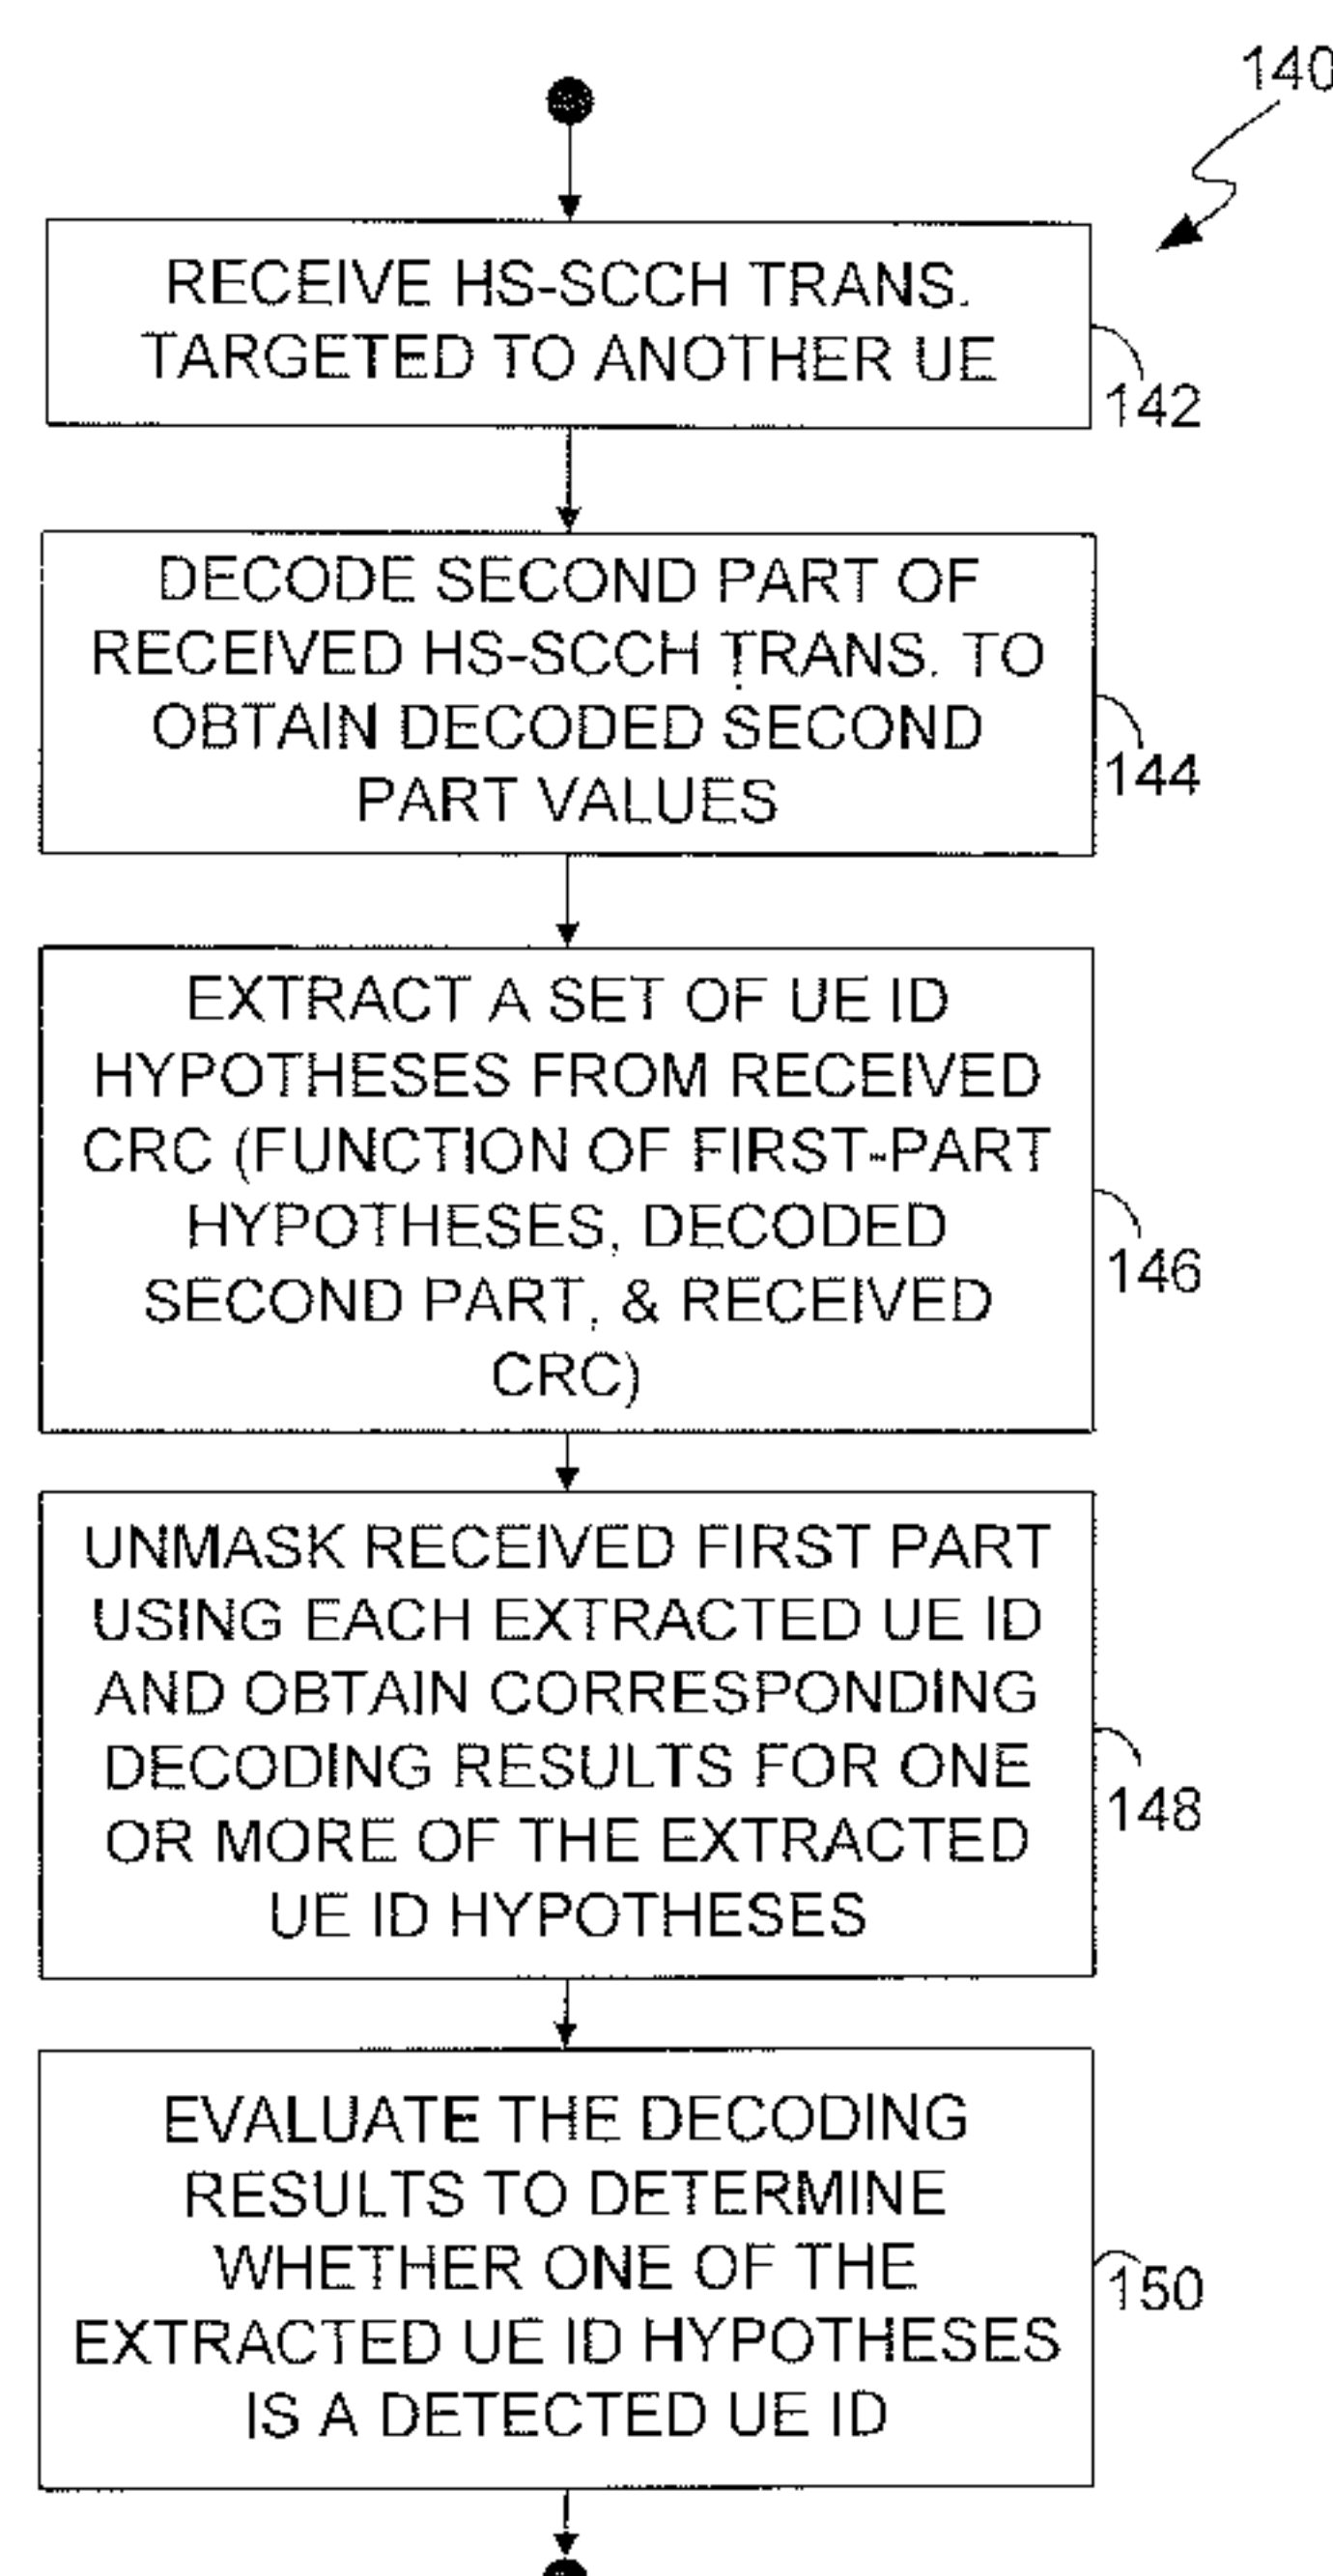 140
RECEIVE HS-SCCH TRANS.
TARGETED TO ANOTHER UE
142
DECODE SECOND PART OF
RECEIVED HS-SCCH TRANS. TO
OBTAIN DECODED SECOND
PART VALUES
144
EXTRACT A SET OF UE ID
HYPOTHESES FROM RECEIVED
CRC (FUNCTION OF FIRST-PART
HYPOTHESES, DECODED
SECOND PART, & RECEIVED
CRC)
146
UNMASK RECEIVED FIRST PART
USING EACH EXTRACTED UE ID
AND OBTAIN CORRESPONDING
DECODING RESULTS FOR ONE
OR MORE OF THE EXTRACTED
UE ID HYPOTHESES
148
EVALUATE THE DECODING
RESULTS TO DETERMINE
WHETHER ONE OF THE
EXTRACTED UE ID HYPOTHESES
IS A DETECTED UE ID
150